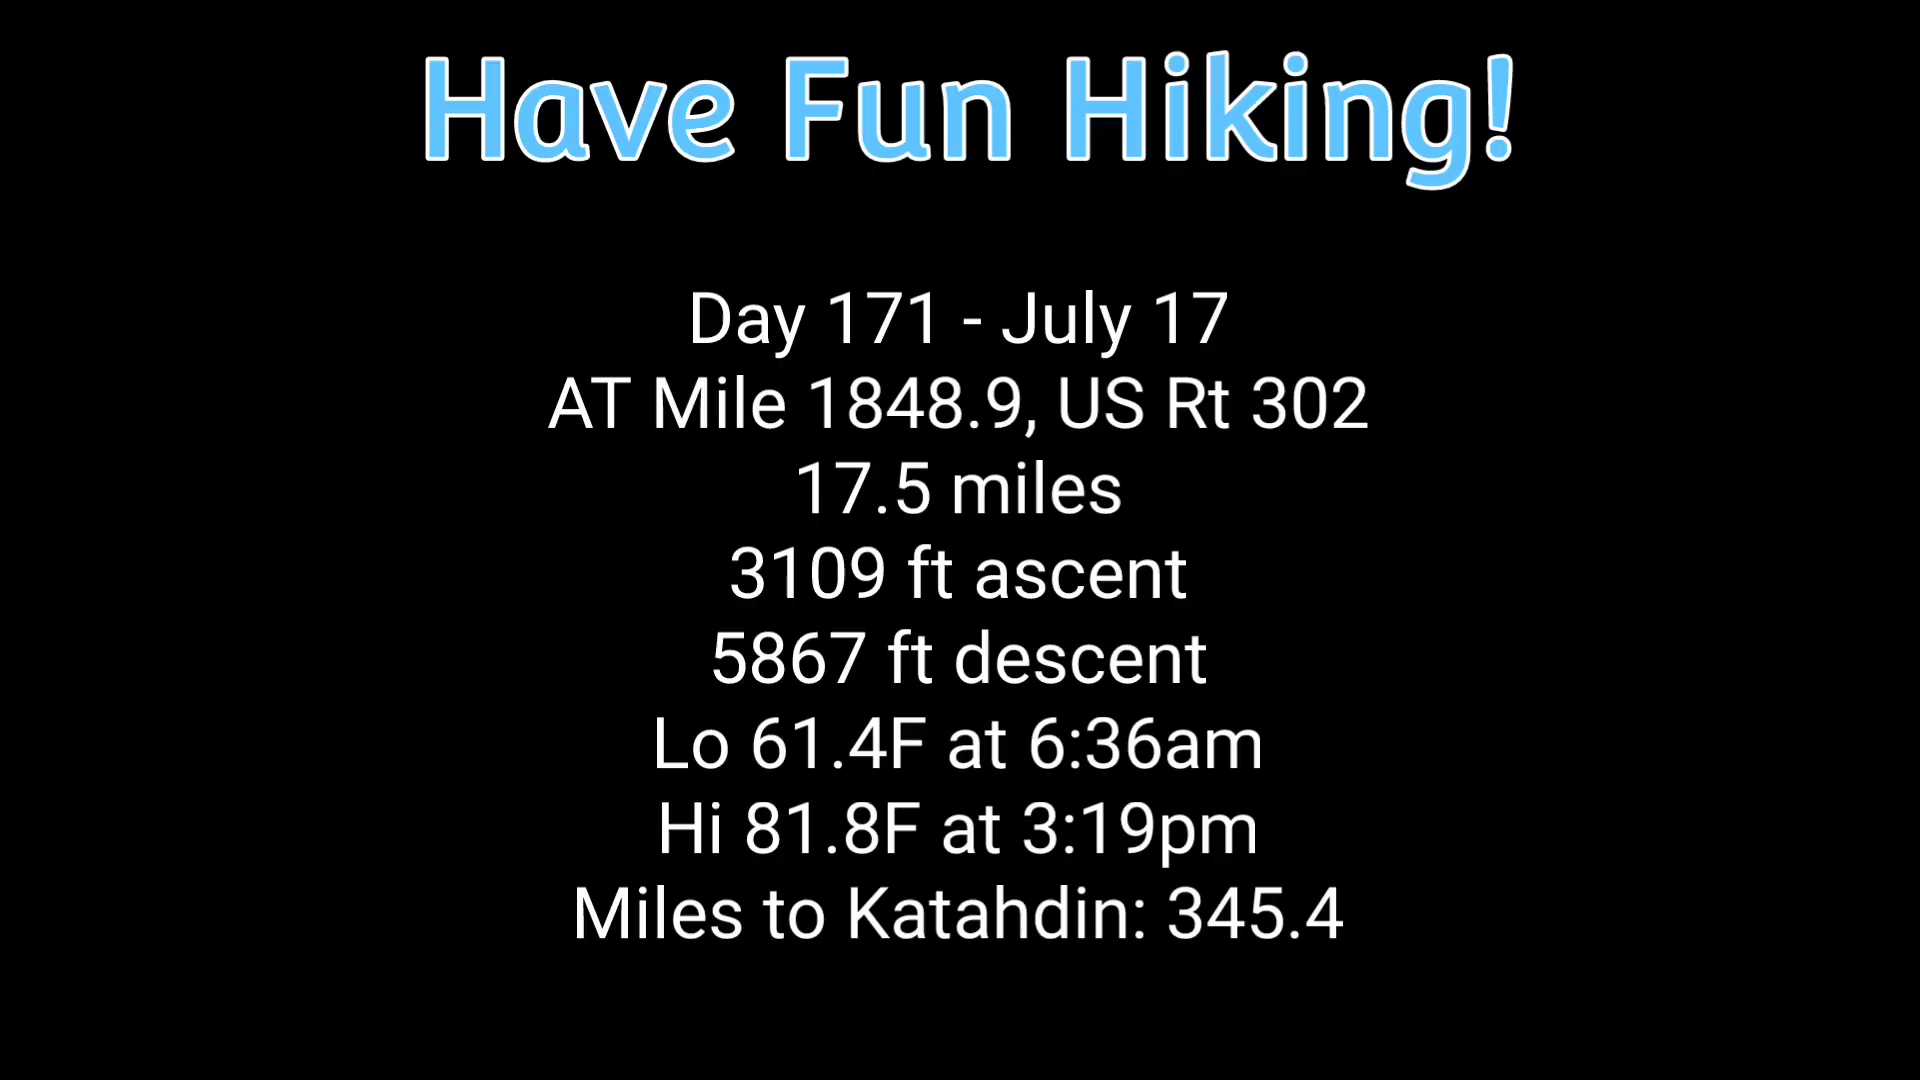 Have Fun Hiking!
Day 171 - July 17
AT Mile 1848.9, US Rt 302
17.5 miles
3109 ft ascent
5867 ft descent
Lo 61.4F at 6:36am
Hi 81.8F at 3:19pm
Miles to Katahdin: 345.4